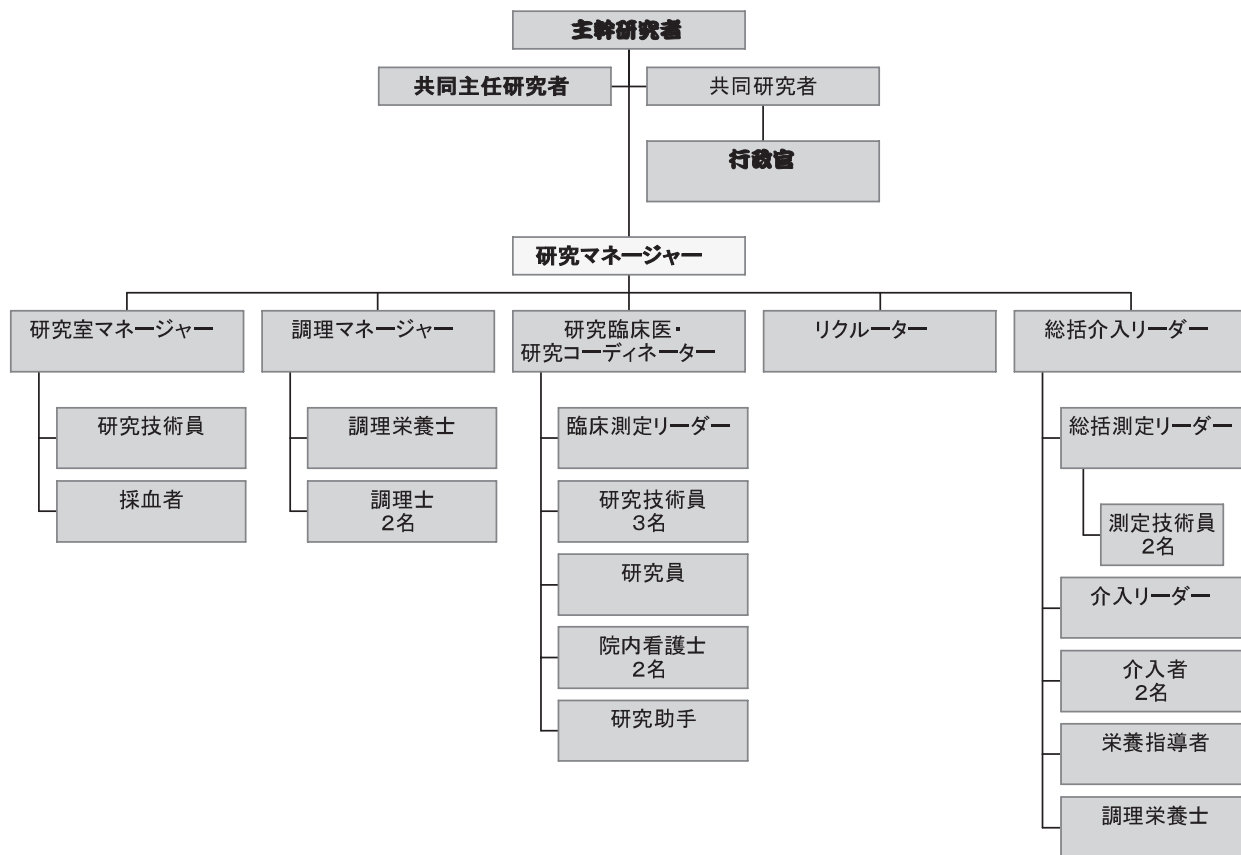 主幹研究者
共同主任研究者
共同研究者
行政官
研究マネージャー
研究室マネージャー
研究技術員
採血者
調理マネージャー
調理栄養士
調理士
2名
研究臨床医・
研究コーディネーター
臨床測定リーダー
研究技術員
3名
研究員
院内看護士
2名
研究助手
リクルーター
総括介入リーダー
総括測定リーダー
測定技術員
2名
介入リーダー
介入者
2名
栄養指導者
調理栄養士